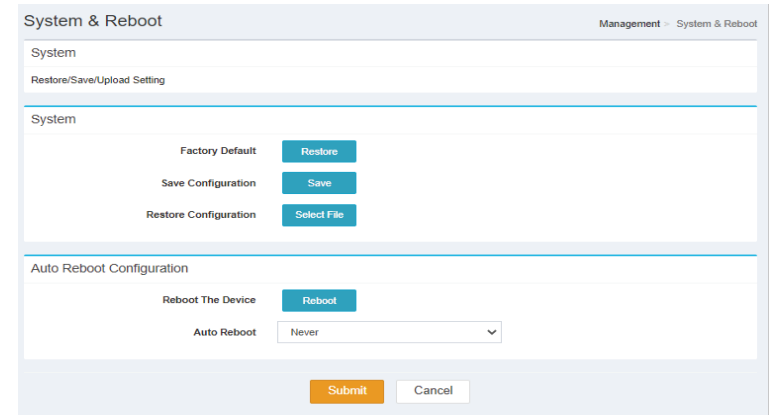 System & Reboot
Management > System & Reboot
System
Restore/Save/Upload Setting
System
Factory Default Restore
Save Configuration Save
Restore Configuration Select File
Auto Reboot Configuration
Reboot The Device Reboot
Auto Reboot Never
Submit Cancel